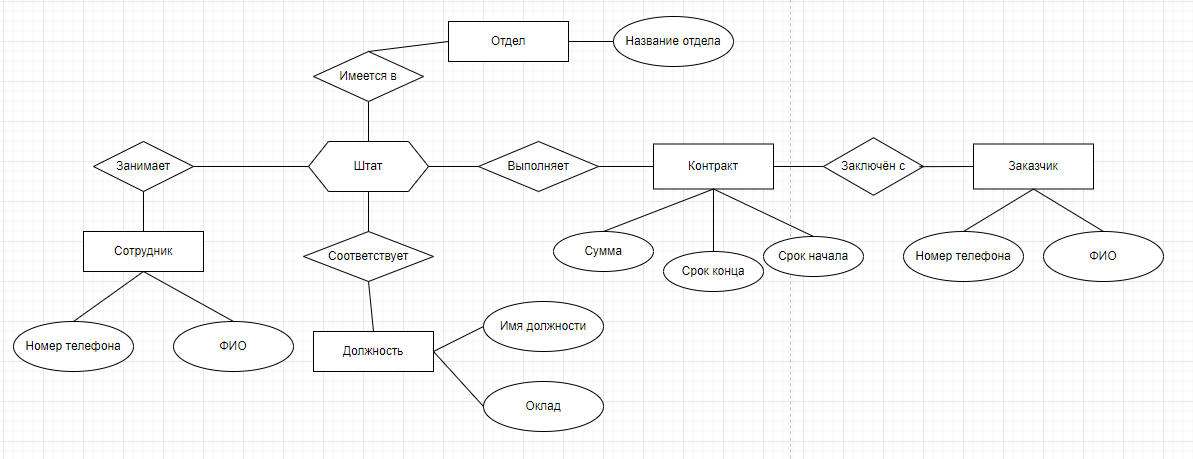 Отдел
Название отдела
Имеется в
Занимает
Штат
Выполняет
Контракт
Заключён с
Заказчик
Сотрудник
Соответствует
Сумма
Срок конца
Срок начала
Номер телефона
ФИО
Номер телефона
ФИО
Должность
Имя должности
Оклад